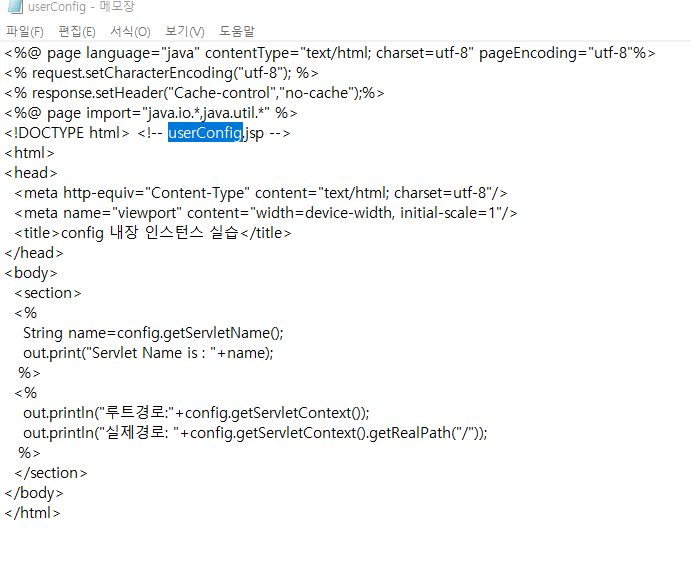 userConfig - 메모장
파일(F) 편집(E) 서식(O) 보기(V) 도움말
<%@ page language="java" contentType="text/html; charset=utf-8" pageEncoding="utf-8"%>
<% request.setCharacterEncoding("utf-8"); %>
<% response.setHeader("Cache-control","no-cache");%>
<%@ page import="java.io.*,java.util.*" %>
<!DOCTYPE html> <!-- userConfig.jsp -->
<html>
<head>
  <meta http-equiv="Content-Type" content="text/html; charset=utf-8"/>
  <meta name="viewport" content="width=device-width, initial-scale=1"/>
  <title>config 내장 인스턴스 실습</title>
</head>
<body>
  <section>
  <%
    String name=config.getServletName();
    out.print("Servlet Name is : "+name);
   %>
  <%
    out.println("루트경로:"+config.getServletContext());
    out.println("실제경로: "+config.getServletContext().getRealPath("/"));
   %>
  </section>
</body>
</html>